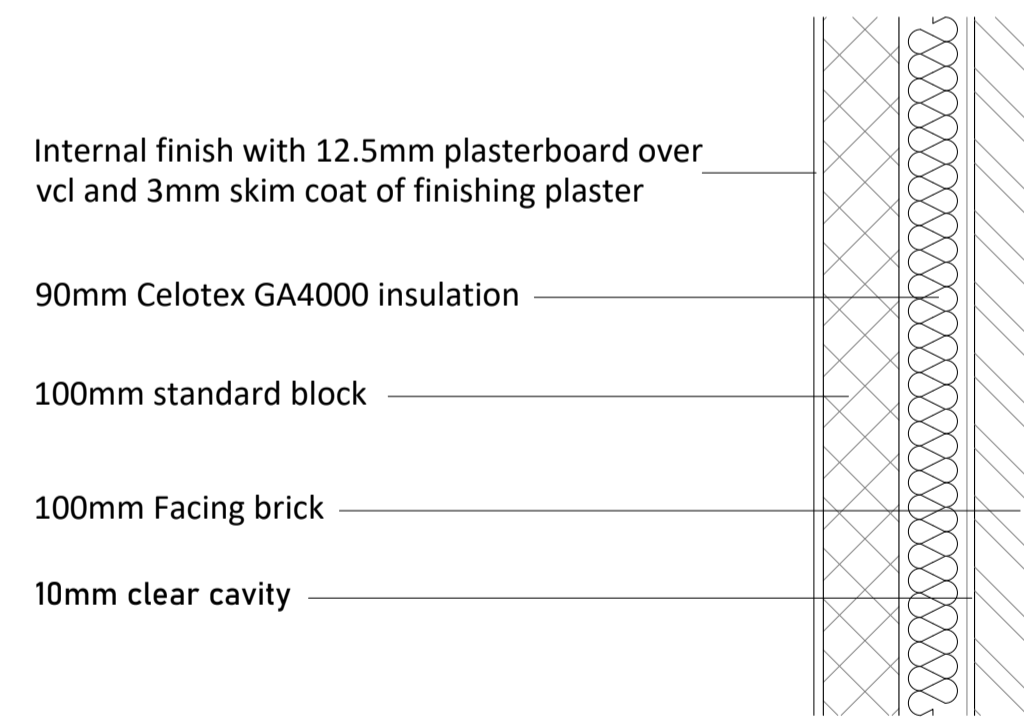 Internal finish with 12.5mm plasterboard over
vcl and 3mm skim coat of finishing plaster
90mm Celotex GA4000 insulation
100mm standard block
100mm Facing brick
10mm clear cavity